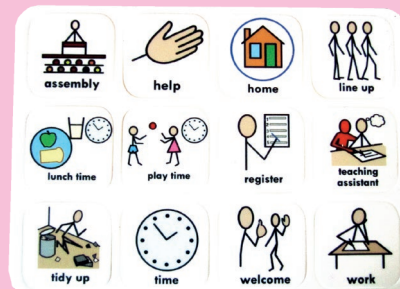 assembly
help
home
line up
lunch time
play time
register
teaching
assistant
tidy up
time
welcome
work